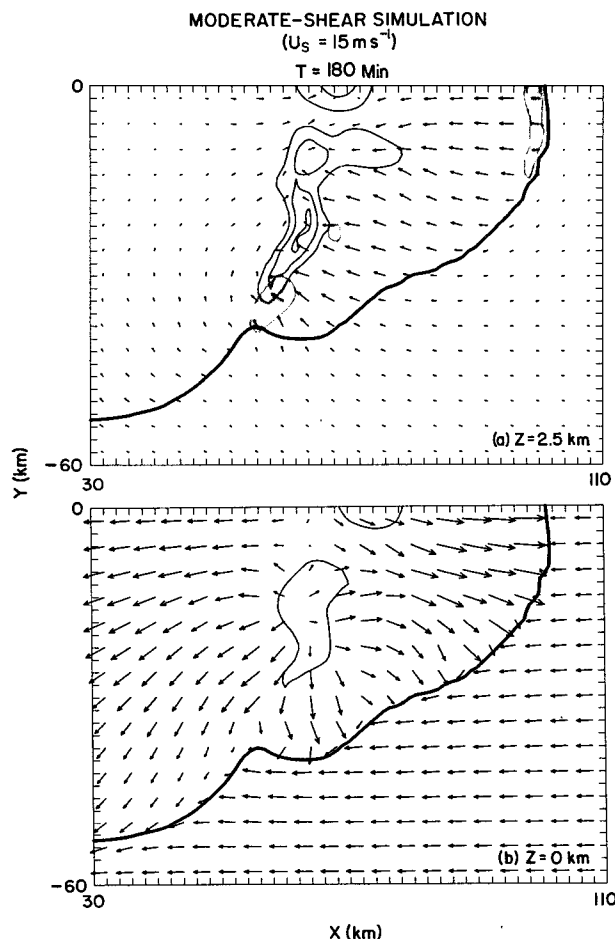 MODERATE-SHEAR SIMULATION
(U_S = 15 m s⁻¹)
T = 180 Min
0
(a) Z = 2.5 km
-60
30
110
Y (km)
0
(b) Z = 0 km
-60
30
110
X (km)